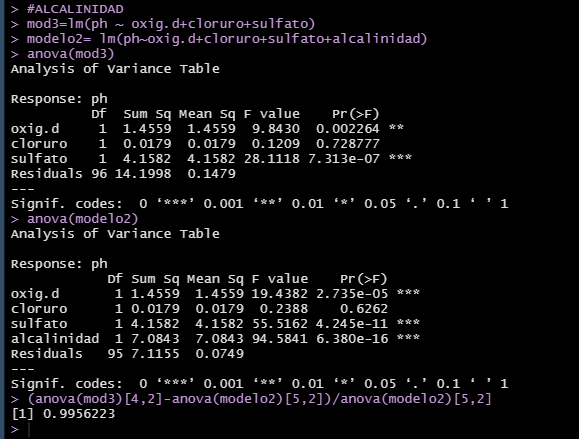 > #ALCALINIDAD
> mod3=lm(ph ~ oxig.d+cloruro+sulfato)
> modelo2= lm(ph~oxig.d+cloruro+sulfato+alcalinidad)
> anova(mod3)
Analysis of Variance Table
Response: ph
Df Sum Sq Mean Sq F value Pr(>F)
oxig.d 1 1.4559 1.4559 9.8430 0.002264 **
cloruro 1 0.0179 0.0179 0.1209 0.728777
sulfato 1 4.1582 4.1582 28.1118 7.313e-07 ***
Residuals 96 14.1998 0.1479
---
Signif. codes: 0 ‘***’ 0.001 ‘**’ 0.01 ‘*’ 0.05 ‘.’ 0.1 ‘ ’ 1
> anova(modelo2)
Analysis of Variance Table
Response: ph
Df Sum Sq Mean Sq F value Pr(>F)
oxig.d 1 1.4559 1.4559 19.4382 2.735e-05 ***
cloruro 1 0.0179 0.0179 0.2388 0.6262
sulfato 1 4.1582 4.1582 55.5162 4.245e-11 ***
alcalinidad 1 7.0843 7.0843 94.5841 6.380e-16 ***
Residuals 95 7.1155 0.0749
---
Signif. codes: 0 ‘***’ 0.001 ‘**’ 0.01 ‘*’ 0.05 ‘.’ 0.1 ‘ ’ 1
> (anova(mod3)[4,2]-anova(modelo2)[5,2])/anova(modelo2)[5,2]
[1] 0.9956223
>